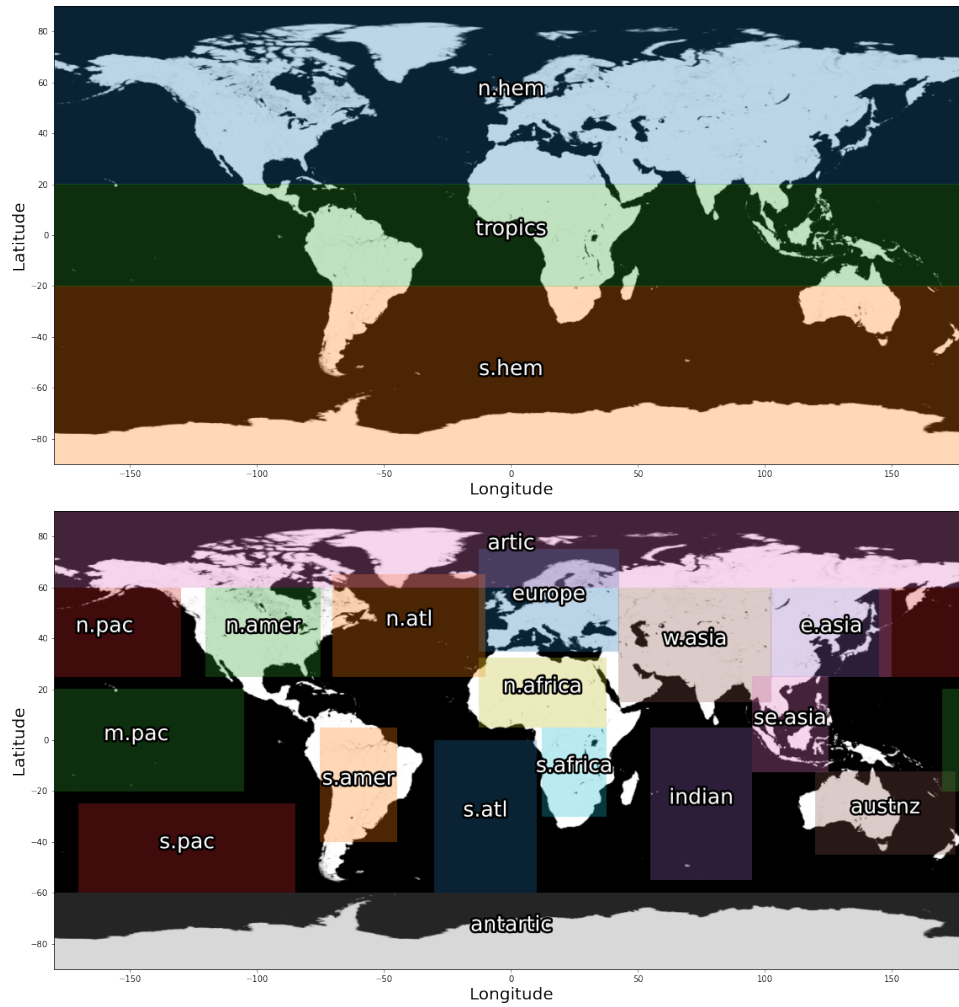 80
60
n.hem
40
20
Latitude
0
tropics
−20
−40
s.hem
−60
−80
−150 −100 −50 0 50 100 150
Longitude
80
artic
60
europe
n.pac n.amer n.atl w.asia e.asia
40
n.africa
20
m.pac se.asia
Latitude
0
s.amer s.africa
−20
s.atl indian austnz
−40
s.pac
−60
antartic
−80
−150 −100 −50 0 50 100 150
Longitude